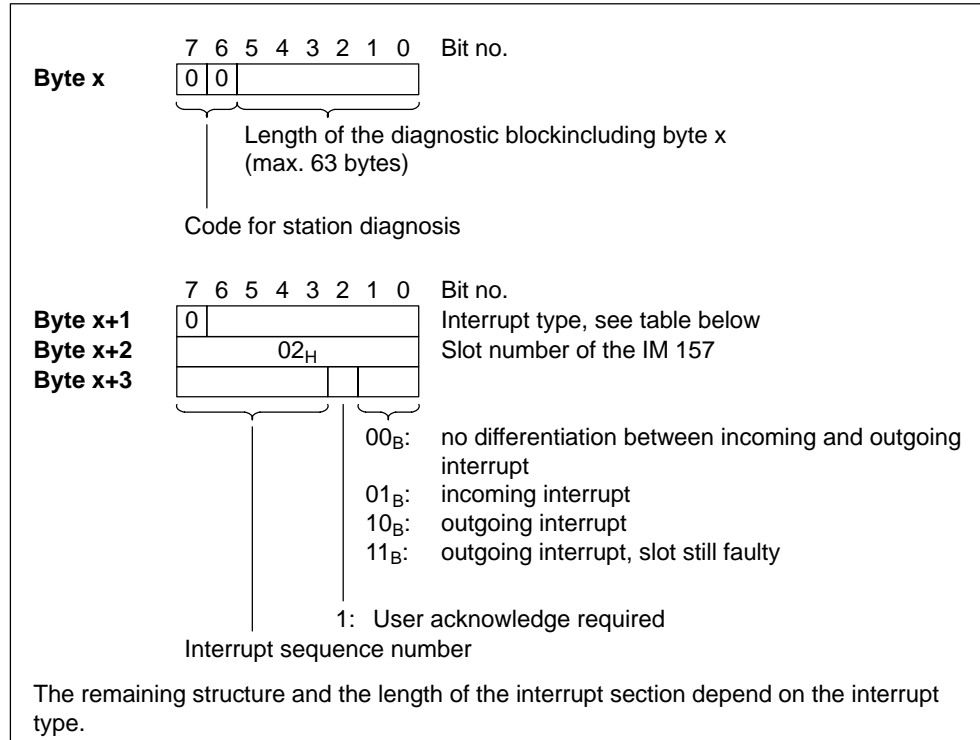 7 6 5 4 3 2 1 0 Bit no.
Byte x 0 0
Length of the diagnostic blockincluding byte x
(max. 63 bytes)
Code for station diagnosis
7 6 5 4 3 2 1 0 Bit no.
Byte x+1 0 Interrupt type, see table below
Byte x+2 02H Slot number of the IM 157
Byte x+3
00B: no differentiation between incoming and outgoing
interrupt
01B: incoming interrupt
10B: outgoing interrupt
11B: outgoing interrupt, slot still faulty
1: User acknowledge required
Interrupt sequence number
The remaining structure and the length of the interrupt section depend on the interrupt
type.